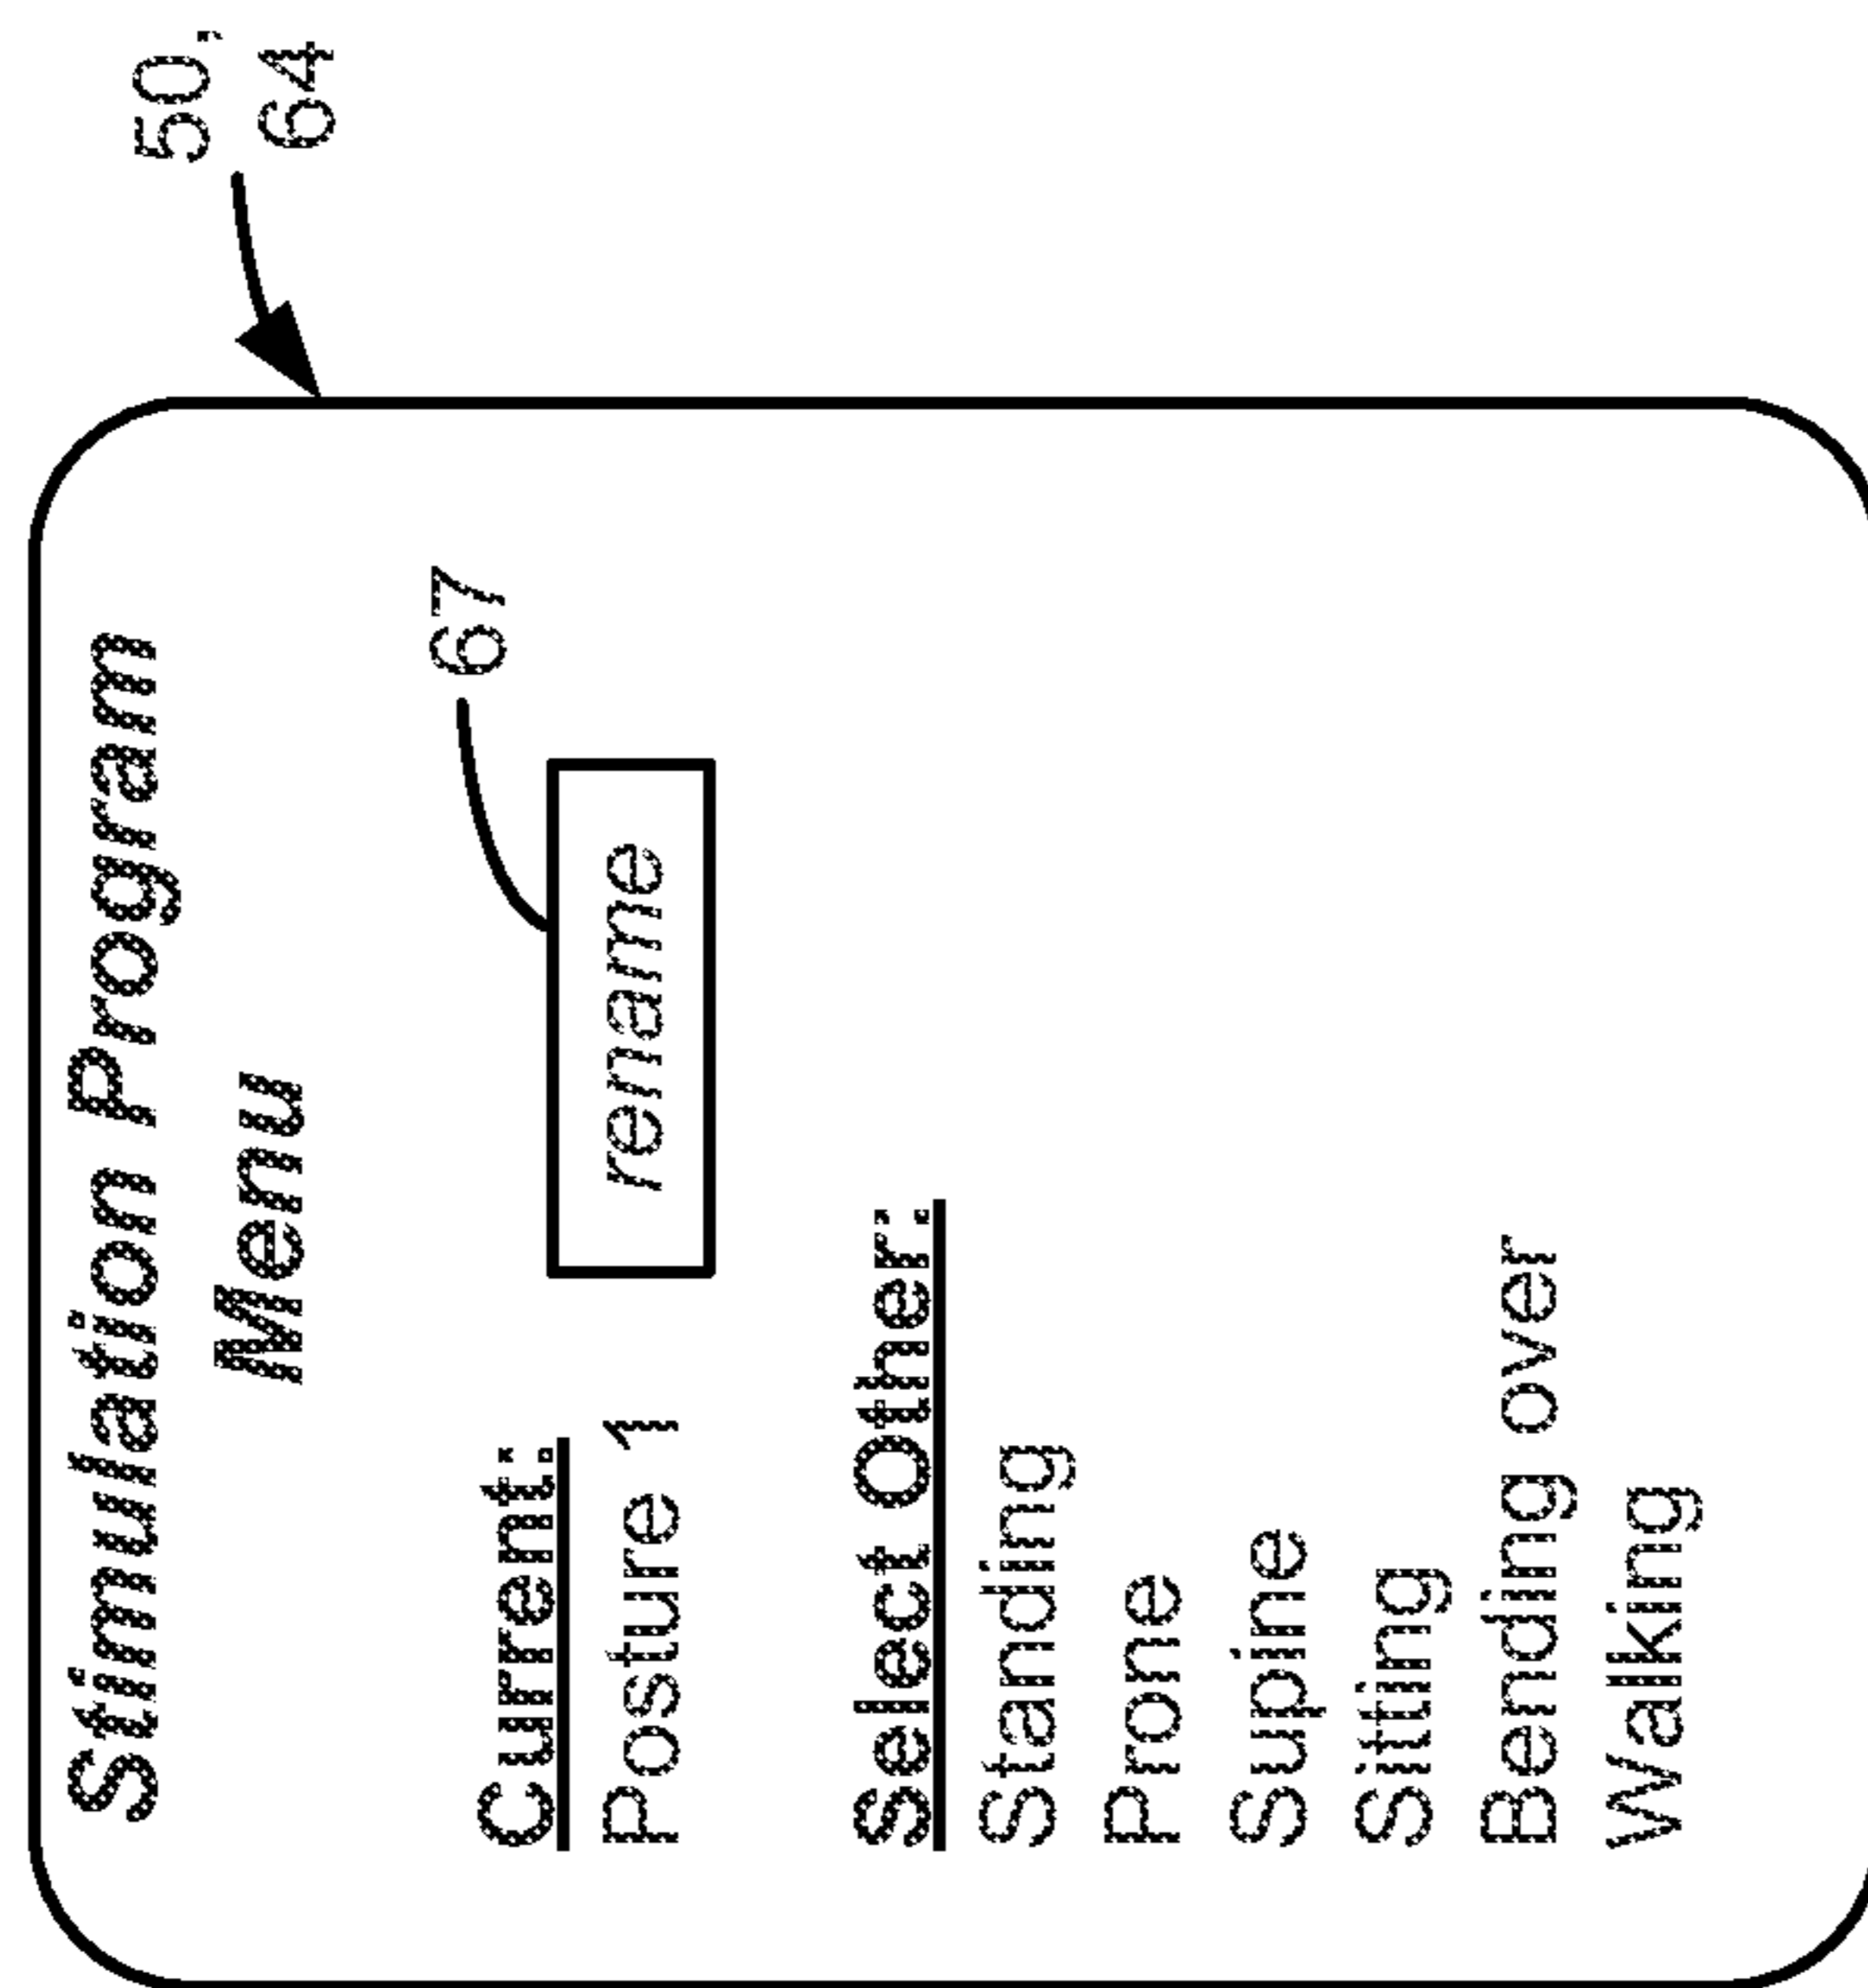 50,
64
Stimulation Program
Menu
67
Current:
Posture 1
rename
Select Other:
Standing
Prone
Supine
Sitting
Bending over
Walking